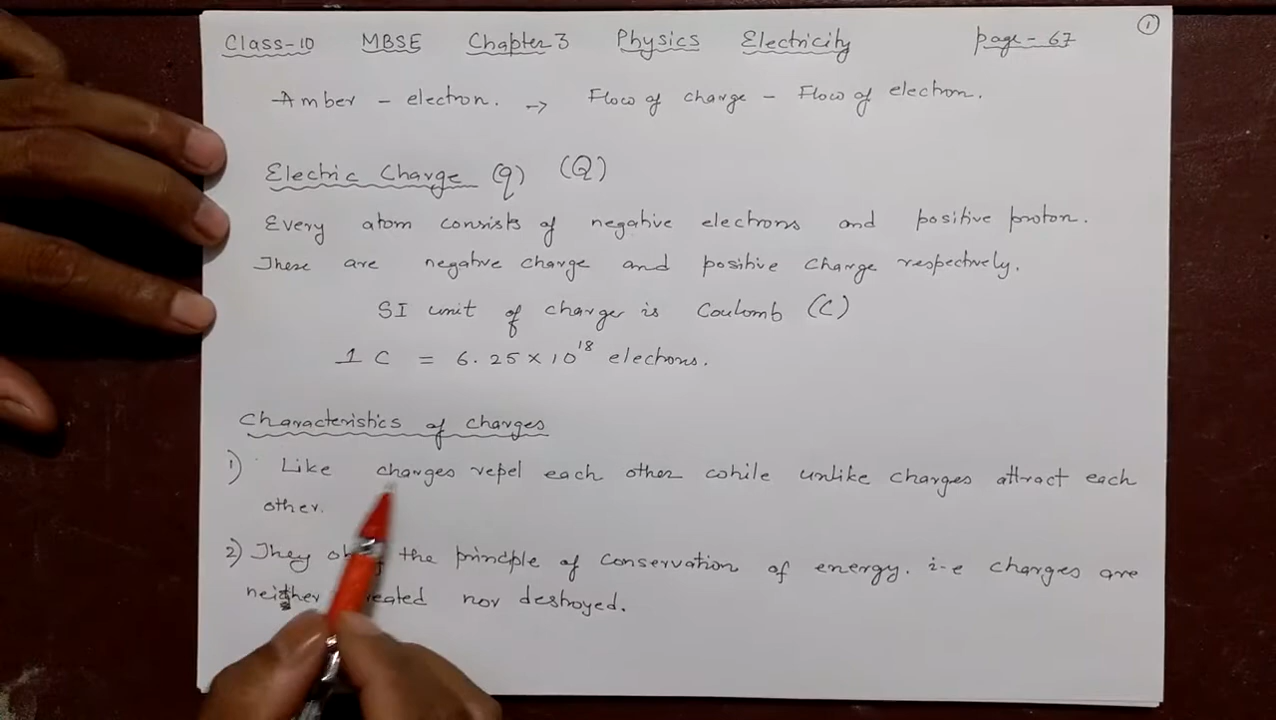 Class-10 MBSE Chapter 3 Physics Electricity page-67 1
Amber - electron. → Flow of charge - Flow of electron.
Electric Charge (q) (Q)
Every atom consists of negative electrons and positive proton.
These are negative charge and positive charge respectively.
SI unit of charge is Coulomb (C)
1 C = 6.25 × 10¹⁸ electrons.
Characteristics of charges
1) Like charges repel each other while unlike charges attract each
other.
2) They the principle of conservation of energy. i-e charges are
neither nor destroyed.